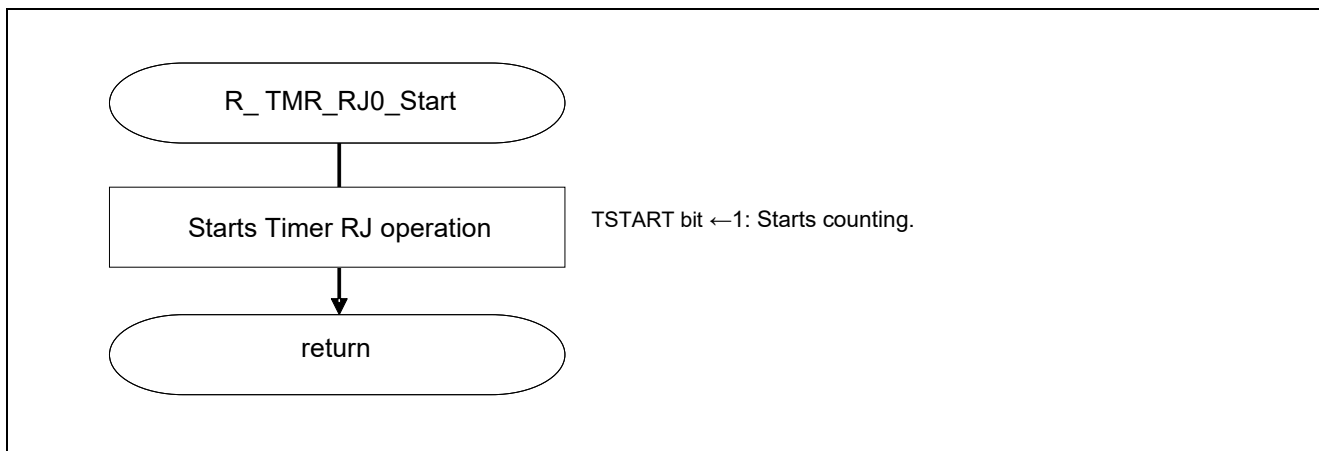 R_ TMR_RJ0_Start
Starts Timer RJ operation
TSTART bit ←1: Starts counting.
return